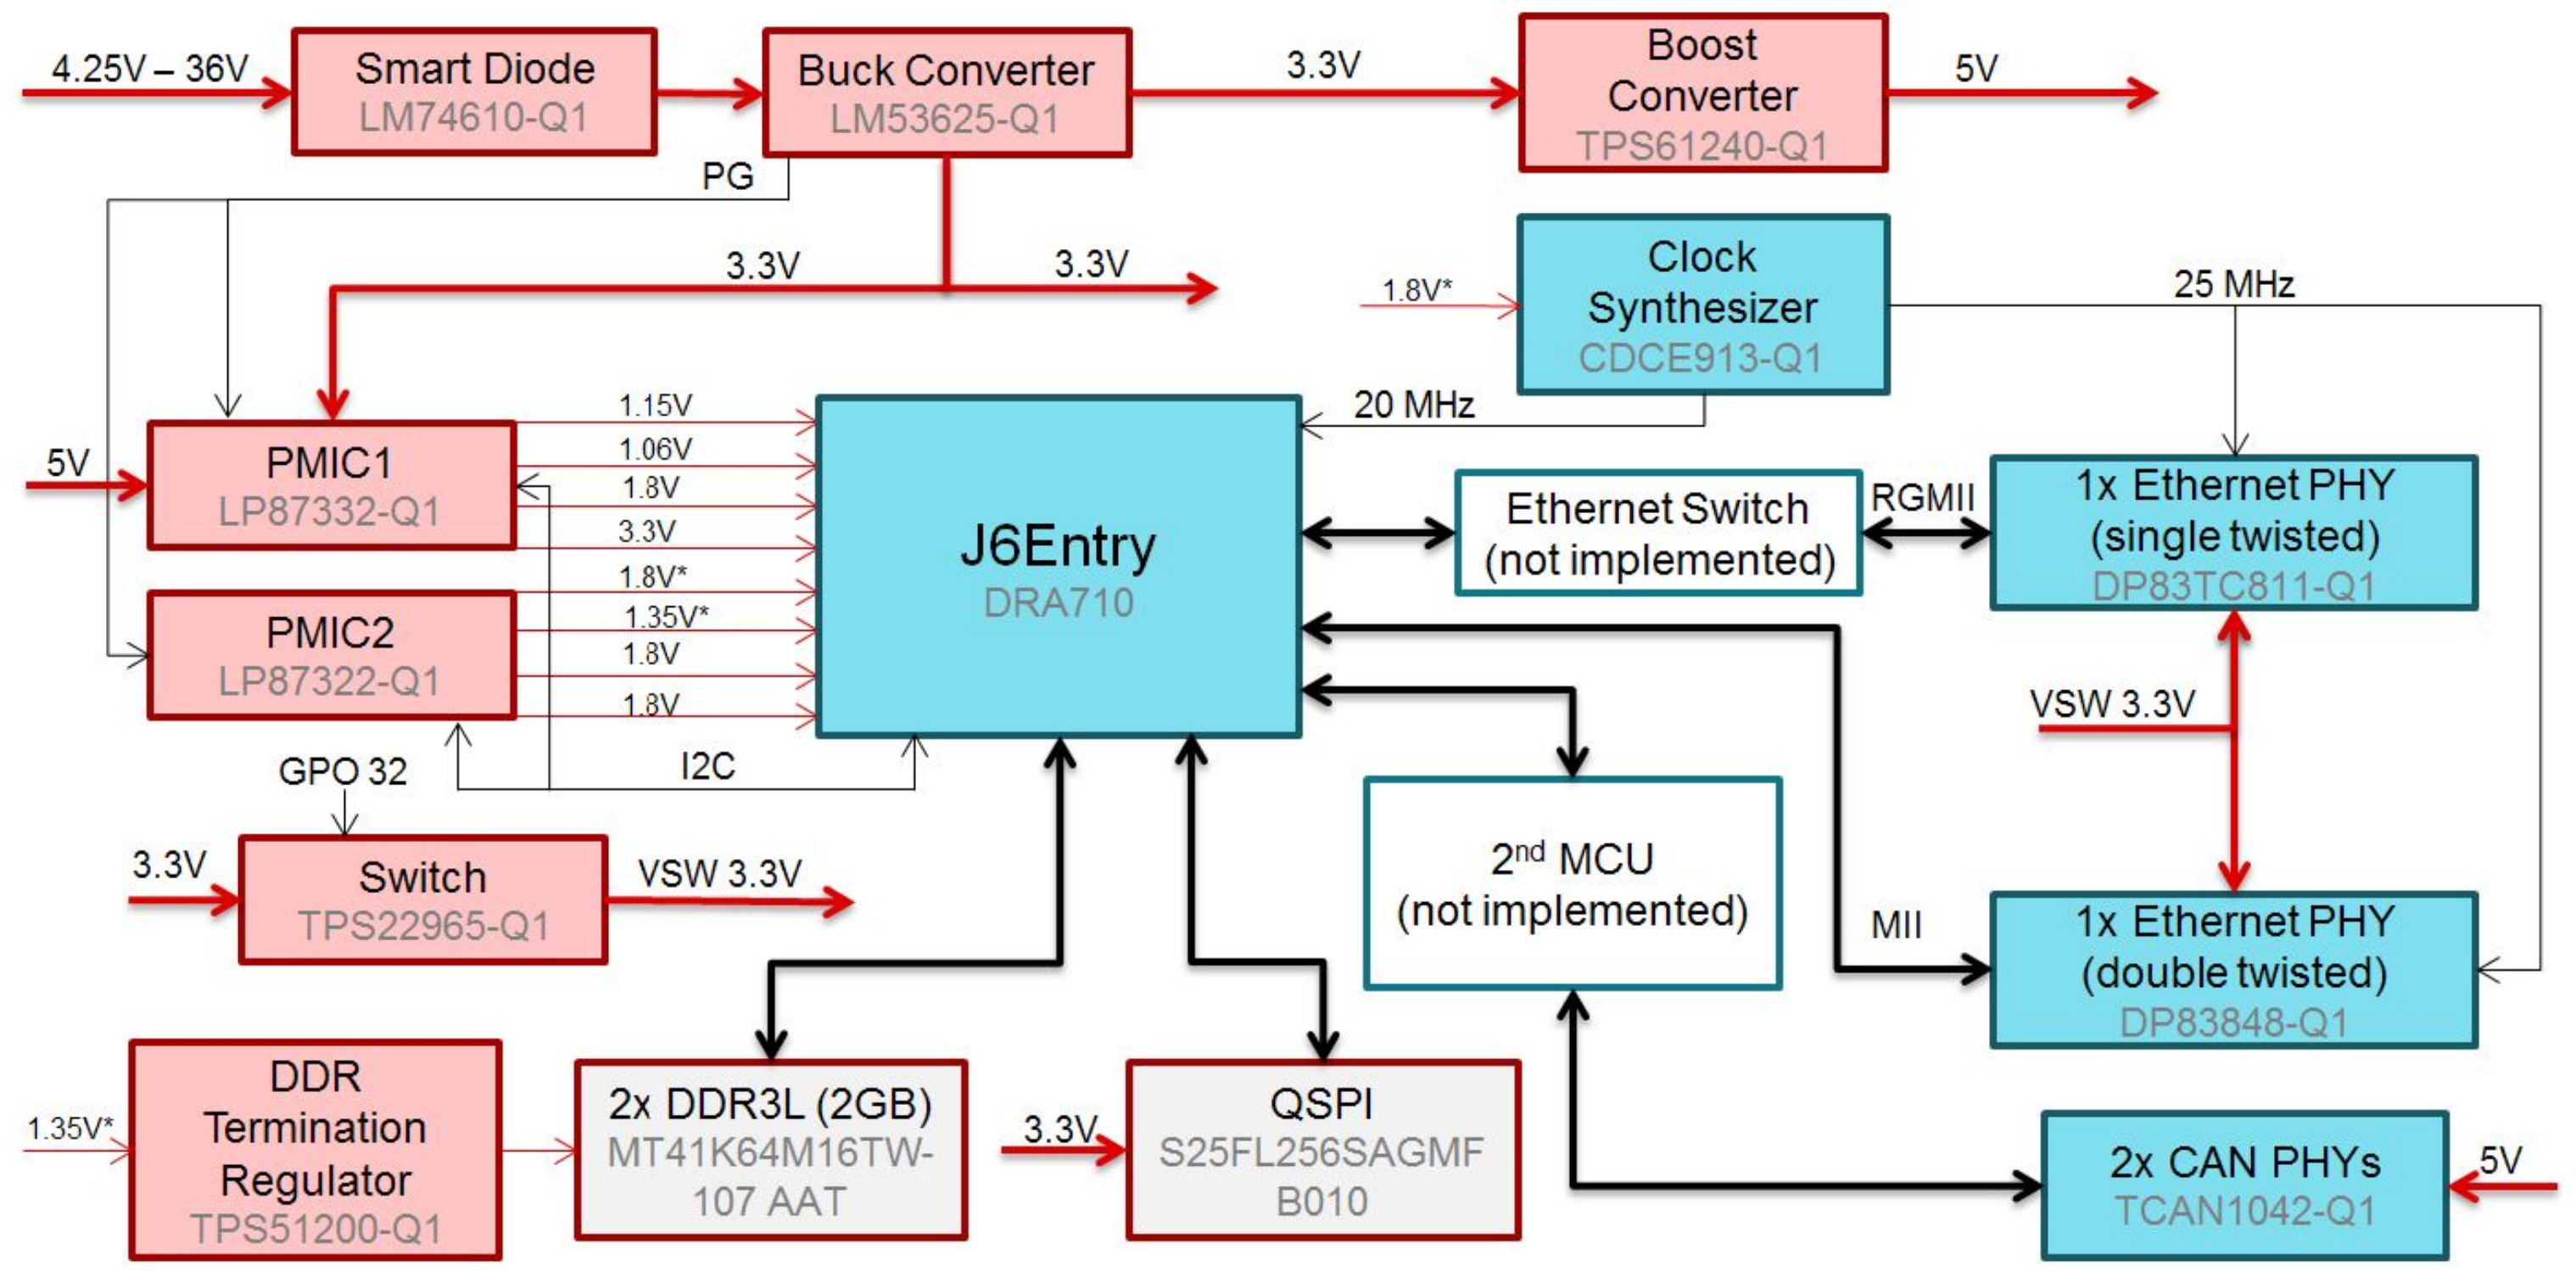 4.25V – 36V
Smart Diode
LM74610-Q1
Buck Converter
LM53625-Q1
3.3V
Boost
Converter
TPS61240-Q1
5V
PG
3.3V
3.3V
1.8V*
Clock
Synthesizer
CDCE913-Q1
25 MHz
20 MHz
5V
PMIC1
LP87332-Q1
1.15V
1.06V
1.8V
3.3V
1.8V*
1.35V*
1.8V
1.8V
PMIC2
LP87322-Q1
J6Entry
DRA710
Ethernet Switch
(not implemented)
RGMII
1x Ethernet PHY
(single twisted)
DP83TC811-Q1
VSW 3.3V
GPO 32
I2C
3.3V
Switch
TPS22965-Q1
VSW 3.3V
2nd MCU
(not implemented)
MII
1x Ethernet PHY
(double twisted)
DP83848-Q1
1.35V*
DDR
Termination
Regulator
TPS51200-Q1
2x DDR3L (2GB)
MT41K64M16TW-
107 AAT
3.3V
QSPI
S25FL256SAGMF
B010
2x CAN PHYs
TCAN1042-Q1
5V